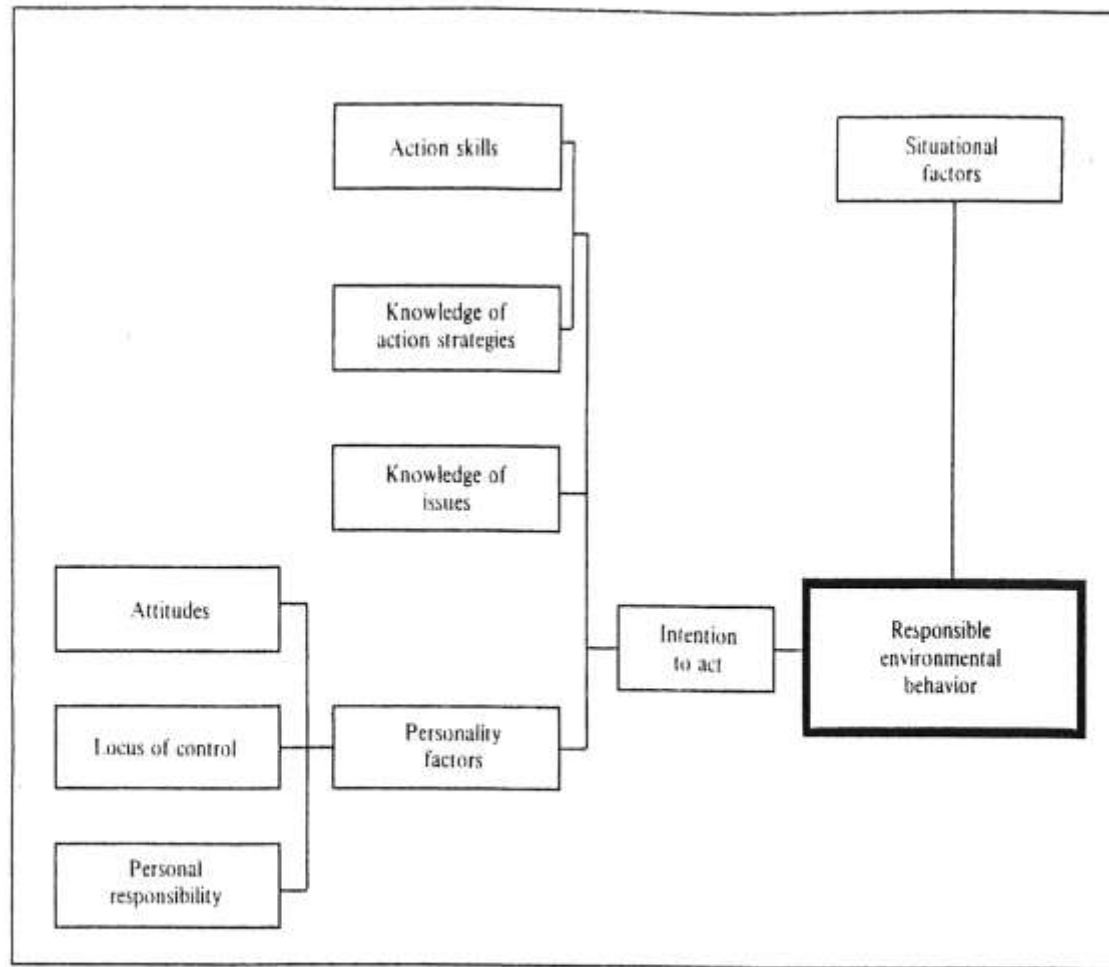 Action skills
Situational
factors
Knowledge of
action strategies
Knowledge of
issues
Attitudes
Intention
to act
Responsible
environmental
behavior
Locus of control
Personality
factors
Personal
responsibility